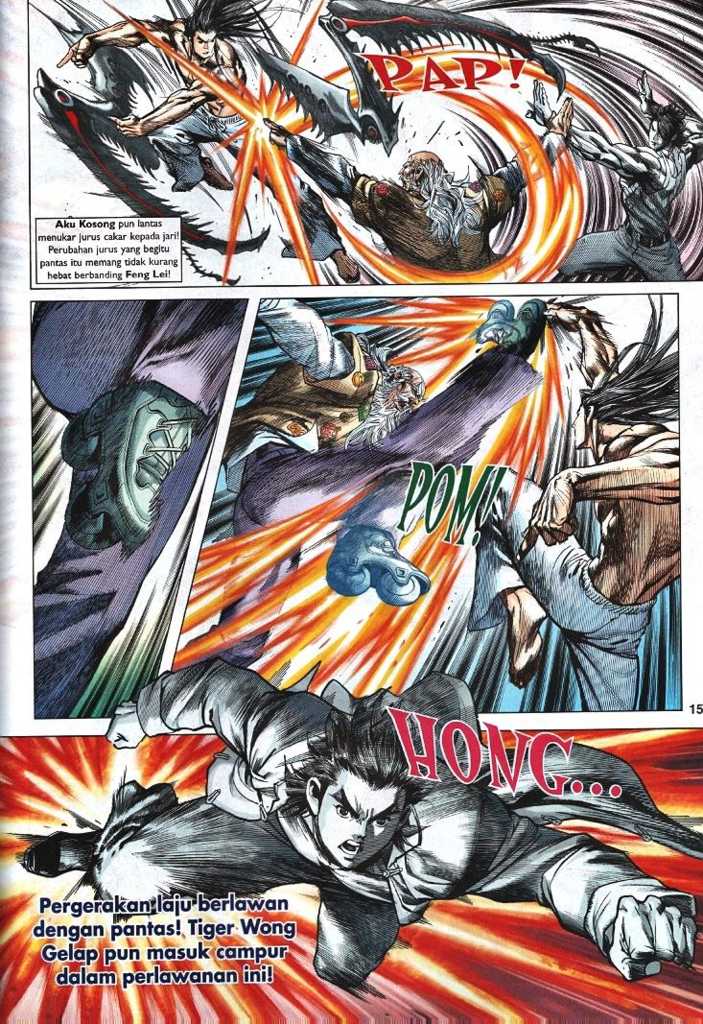 PAP!
Aku Kosong pun lantas
menukar jurus cakar kepada jari!
Perubahan jurus yang begitu
pantas itu memang tidak kurang
hebat berbanding Feng Lei!
POM!
15
HONG...
Pergerakan laju berlawan
dengan pantas! Tiger Wong
Gelap pun masuk campur
dalam perlawanan ini!